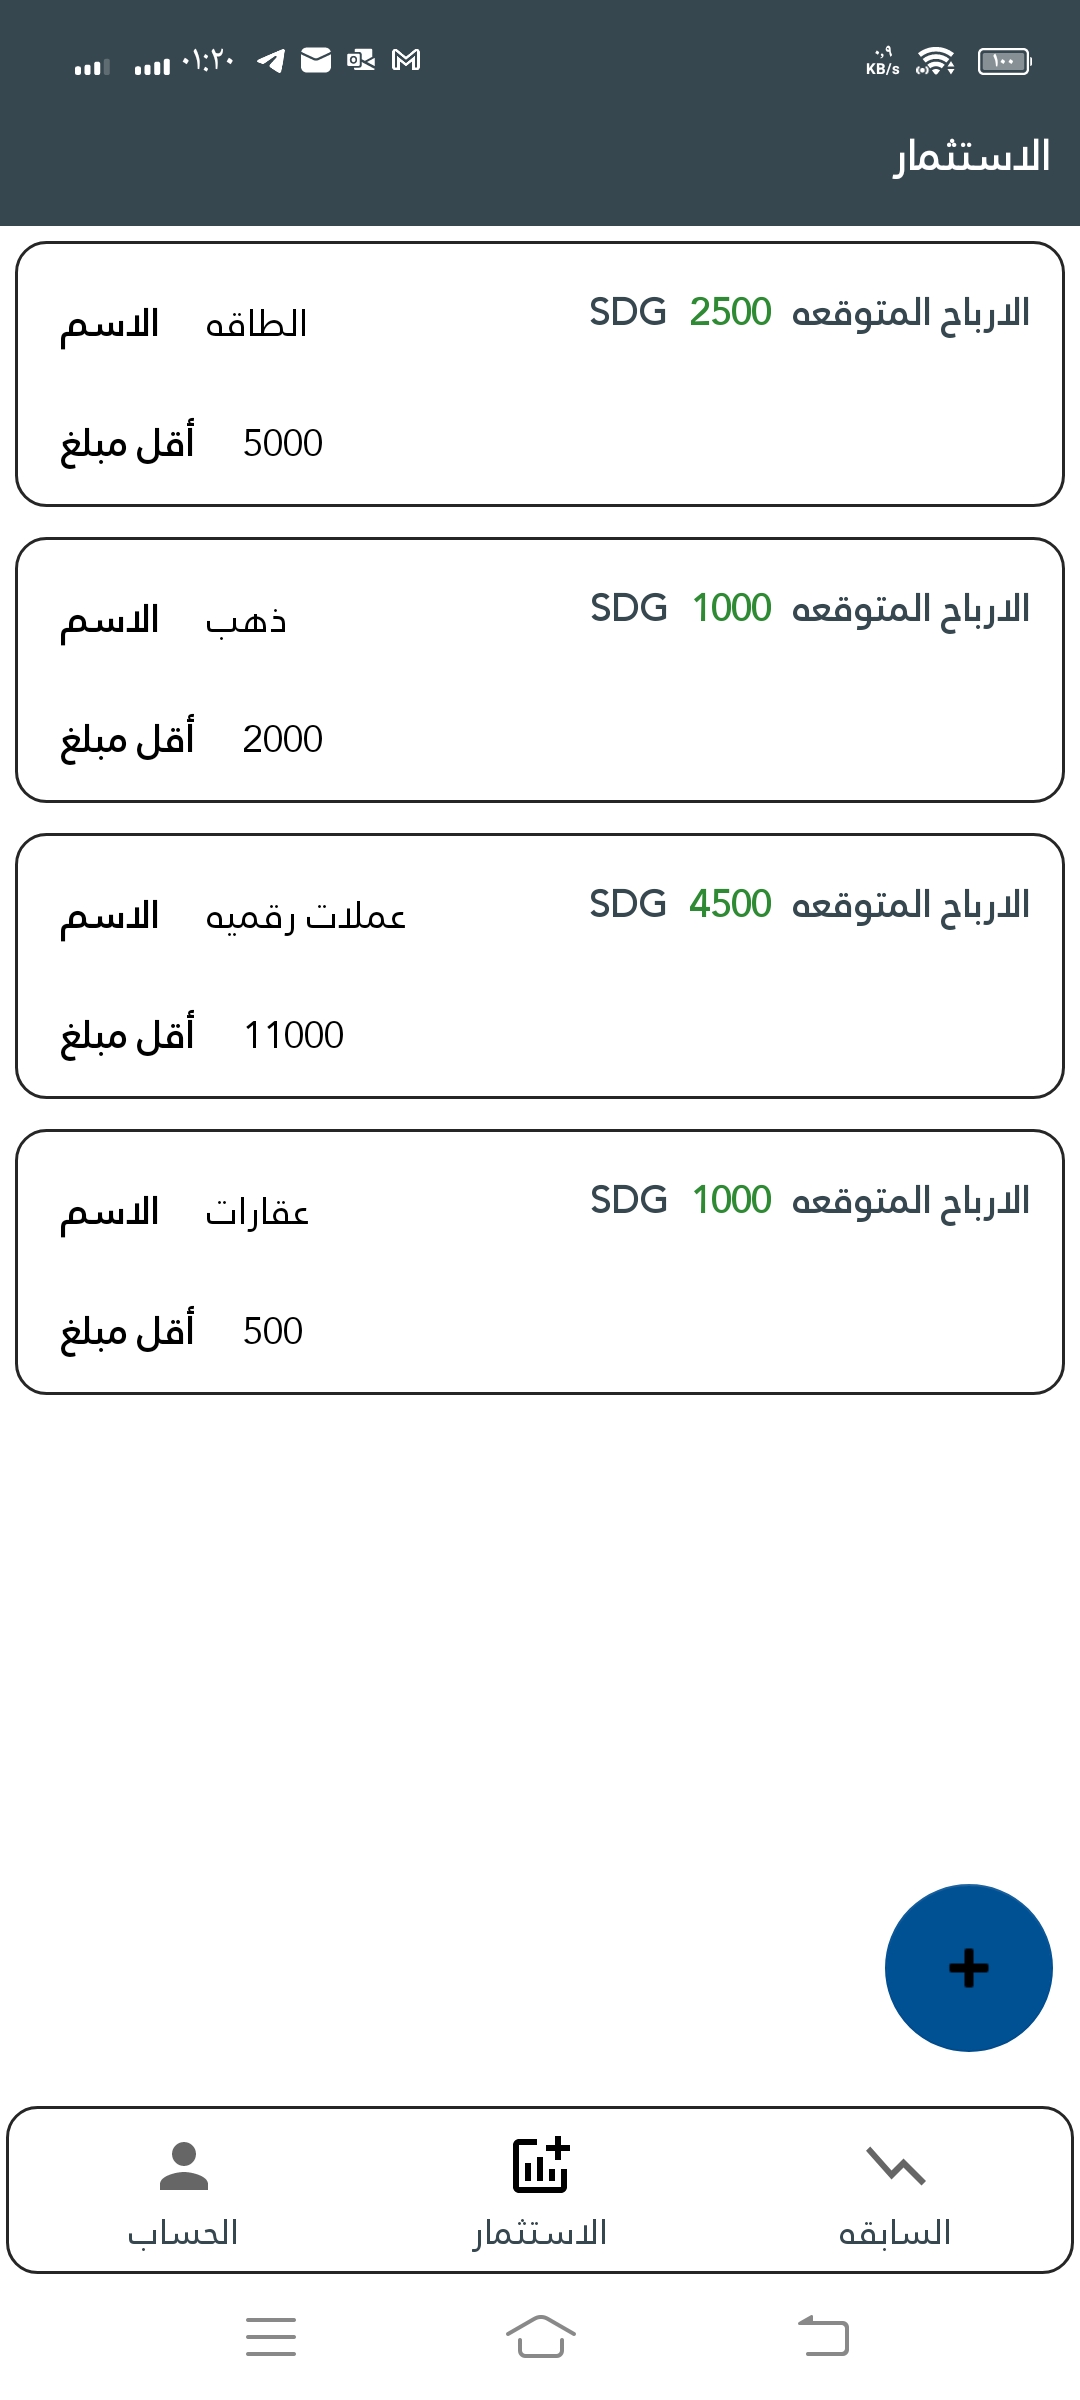 ٠١:٢٠
٠,٩
KB/s
١٠٠
الاستثمار
الارباح المتوقعه 2500 SDG
الاسم الطاقه
أقل مبلغ 5000
الارباح المتوقعه 1000 SDG
الاسم ذهب
أقل مبلغ 2000
الارباح المتوقعه 4500 SDG
الاسم عملات رقميه
أقل مبلغ 11000
الارباح المتوقعه 1000 SDG
الاسم عقارات
أقل مبلغ 500
السابقه
الاستثمار
الحساب